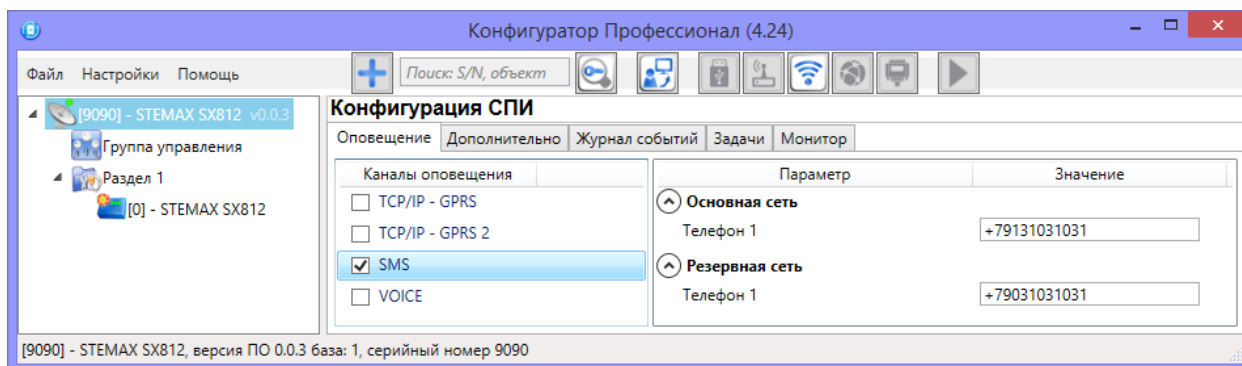 Конфигуратор Профессионал (4.24)
Файл Настройки Помощь Поиск: S/N, объект
[9090] - STEMAX SX812 v0.0.3
Группа управления
Раздел 1
[0] - STEMAX SX812
Конфигурация СПИ
Оповещение Дополнительно Журнал событий Задачи Монитор
Каналы оповещения
TCP/IP - GPRS
TCP/IP - GPRS 2
SMS
VOICE
Параметр Значение
Основная сеть
Телефон 1 +79131031031
Резервная сеть
Телефон 1 +79031031031
[9090] - STEMAX SX812, версия ПО 0.0.3 база: 1, серийный номер 9090